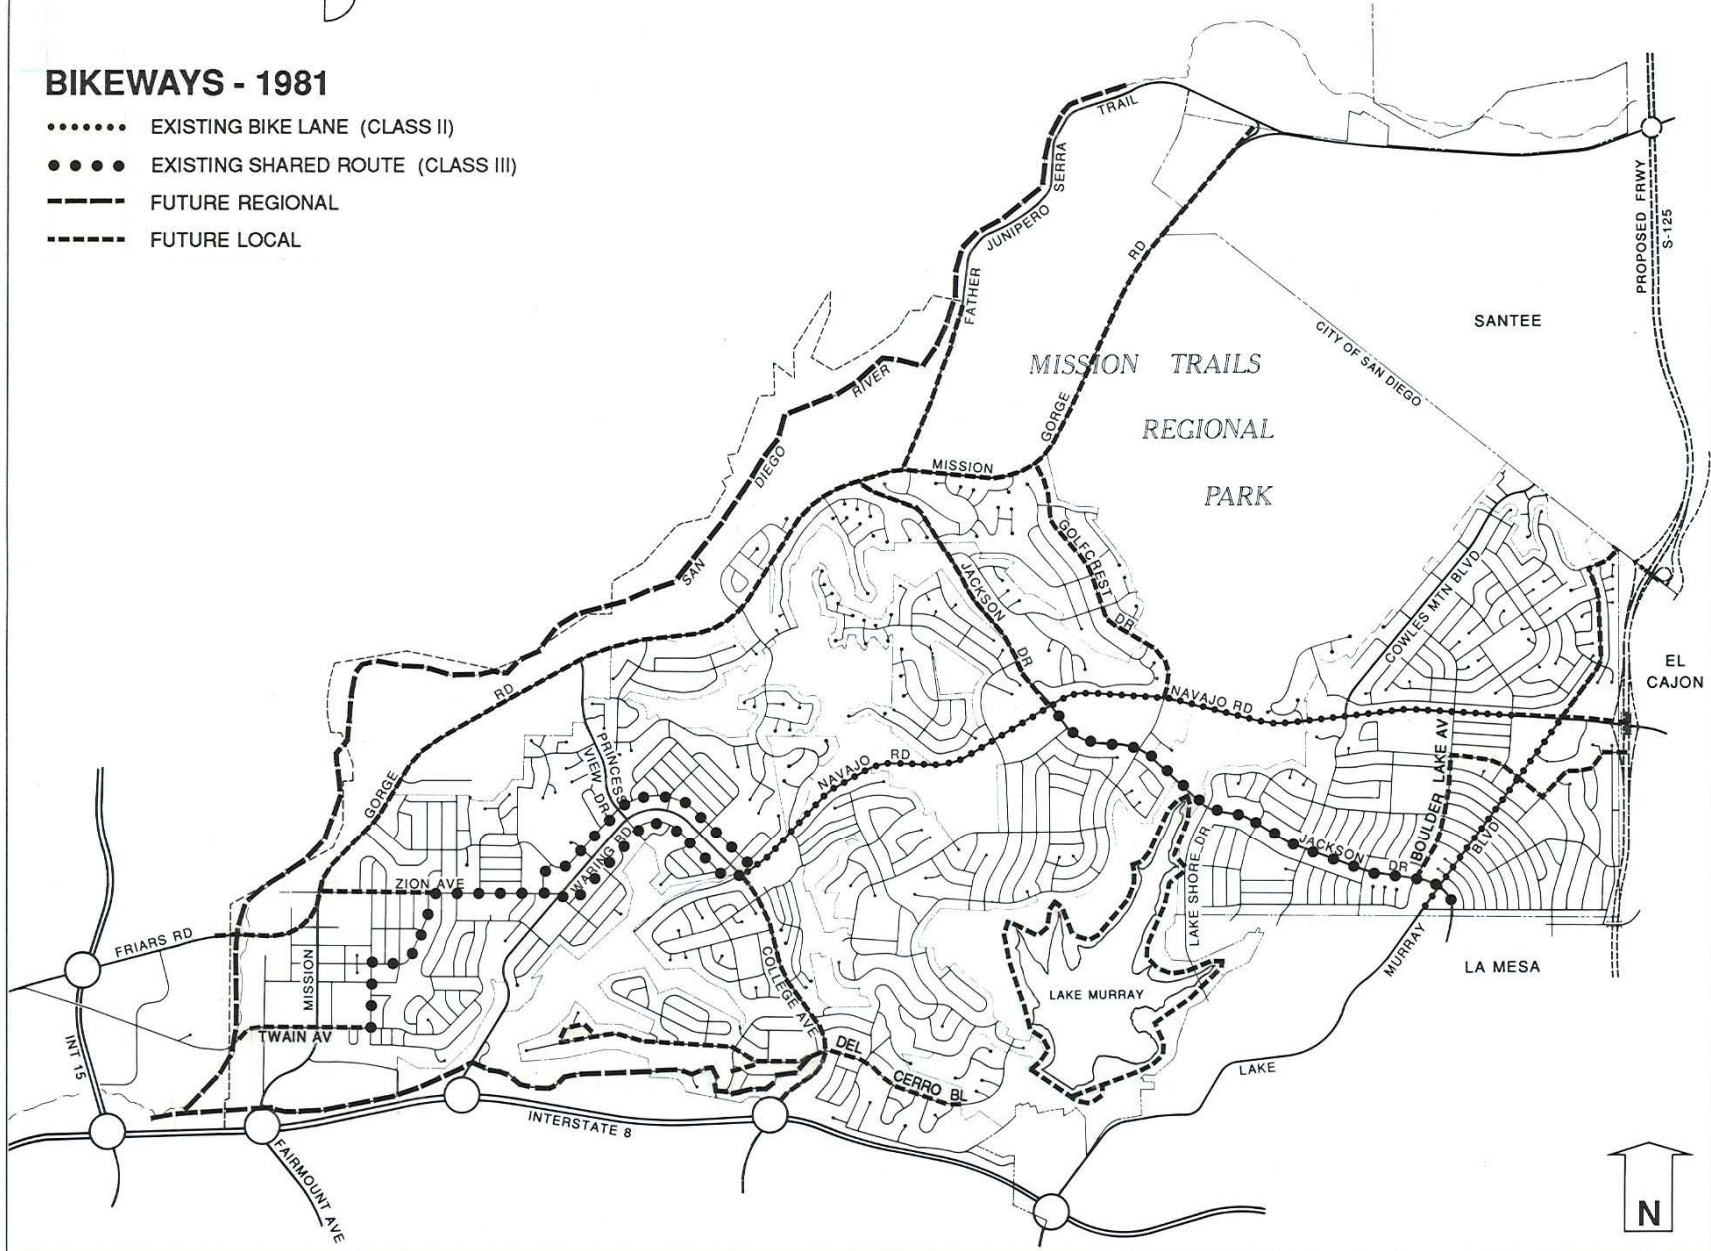 BIKEWAYS - 1981
EXISTING BIKE LANE (CLASS II)
EXISTING SHARED ROUTE (CLASS III)
FUTURE REGIONAL
FUTURE LOCAL
TRAIL
SERRA
JUNIPERO
FATHER
RD
GORGE
MISSION
PROPOSED FRWY
S-125
SANTEE
CITY OF SAN DIEGO
MISSION TRAILS
REGIONAL
PARK
RIVER
DIEGO
SAN
GOLFCREST
DR
JACKSON
DR
COWLES MTN BLVD
EL
CAJON
NAVAJO RD
RD
NAVAJO
RD
GORGE
PRINCESS
VIEW DR
WARING RD
ZION AVE
BOULDER LAKE AV
BLVD
JACKSON DR
LAKE SHORE DR
FRIARS RD
MISSION
COLLEGE AVE
MURRAY
LA MESA
LAKE MURRAY
TWAIN AV
INT 15
DEL
CERRO BL
LAKE
INTERSTATE 8
FAIRMOUNT AVE
N